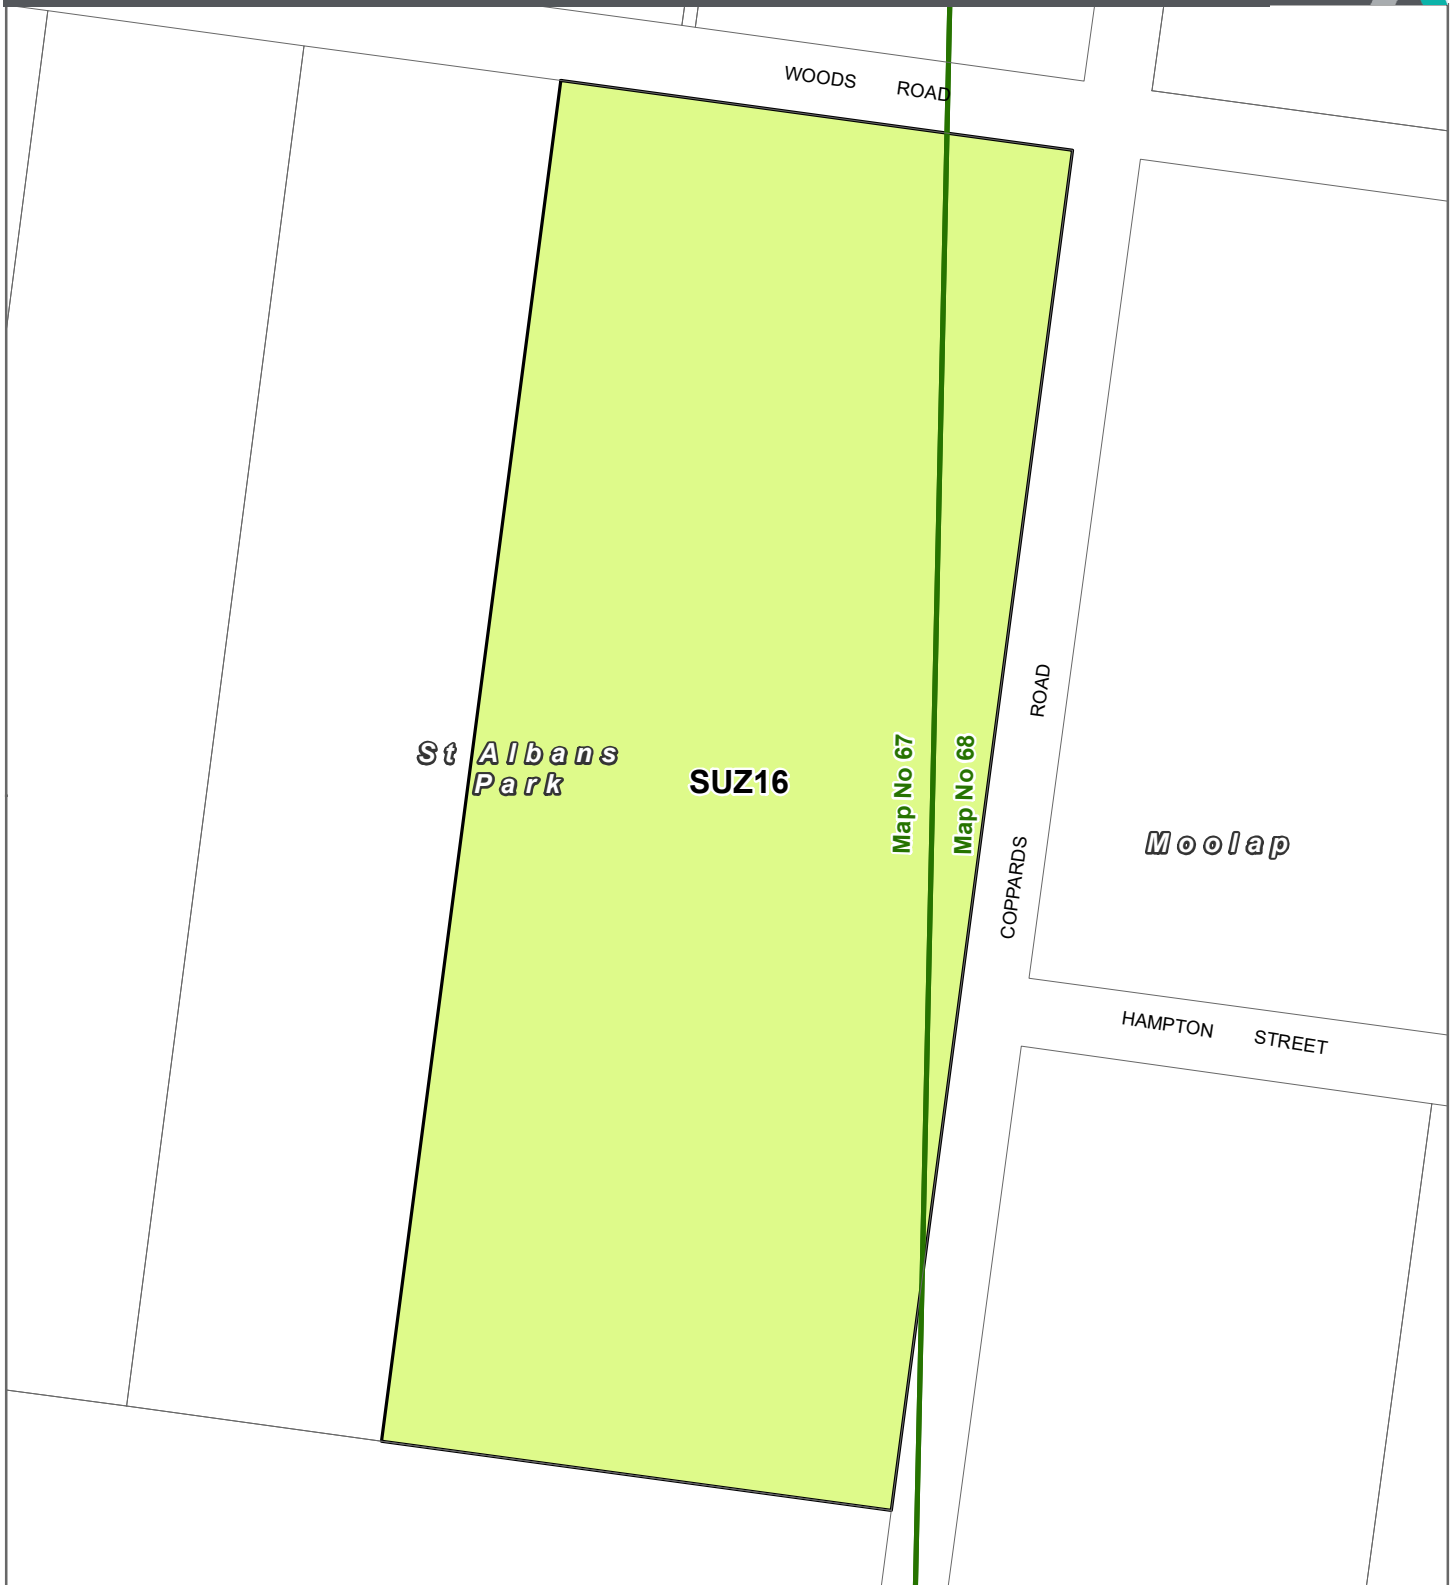 WOODS ROAD
ROAD
St Albans
Park
SUZ16
Map No 67
Map No 68
COPPARDS
Moolap
HAMPTON STREET